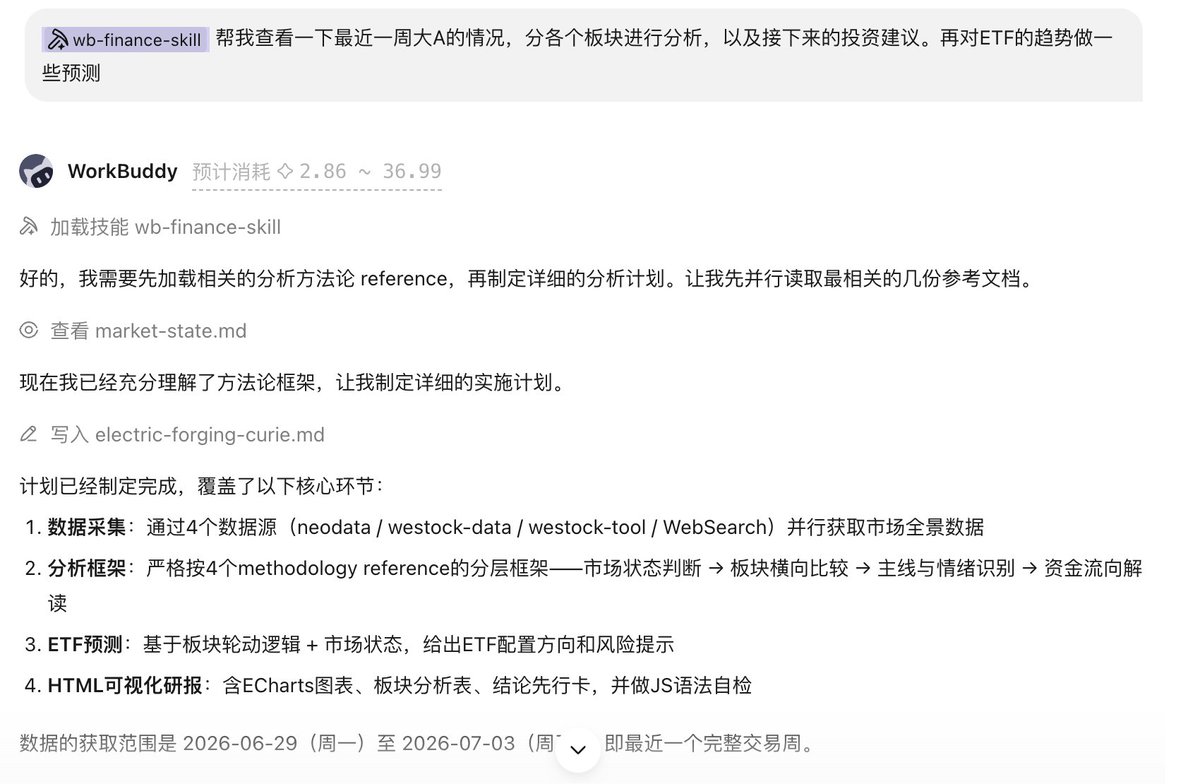 wb-finance-skill 帮我查看一下最近一周大A的情况，分各个板块进行分析，以及接下来的投资建议。再对ETF的趋势做一
些预测
WorkBuddy 预计消耗 2.86 ~ 36.99
加载技能 wb-finance-skill
好的，我需要先加载相关的分析方法论 reference，再制定详细的分析计划。让我先并行读取最相关的几份参考文档。
查看 market-state.md
现在我已经充分理解了方法论框架，让我制定详细的实施计划。
写入 electric-forging-curie.md
计划已经制定完成，覆盖了以下核心环节：
1. 数据采集：通过4个数据源（neodata / westock-data / westock-tool / WebSearch）并行获取市场全景数据
2. 分析框架：严格按4个methodology reference的分层框架——市场状态判断 → 板块横向比较 → 主线与情绪识别 → 资金流向解
读
3. ETF预测：基于板块轮动逻辑 + 市场状态，给出ETF配置方向和风险提示
4. HTML可视化研报：含ECharts图表、板块分析表、结论先行卡，并做JS语法自检
数据的获取范围是 2026-06-29（周一）至 2026-07-03（周 即最近一个完整交易周。